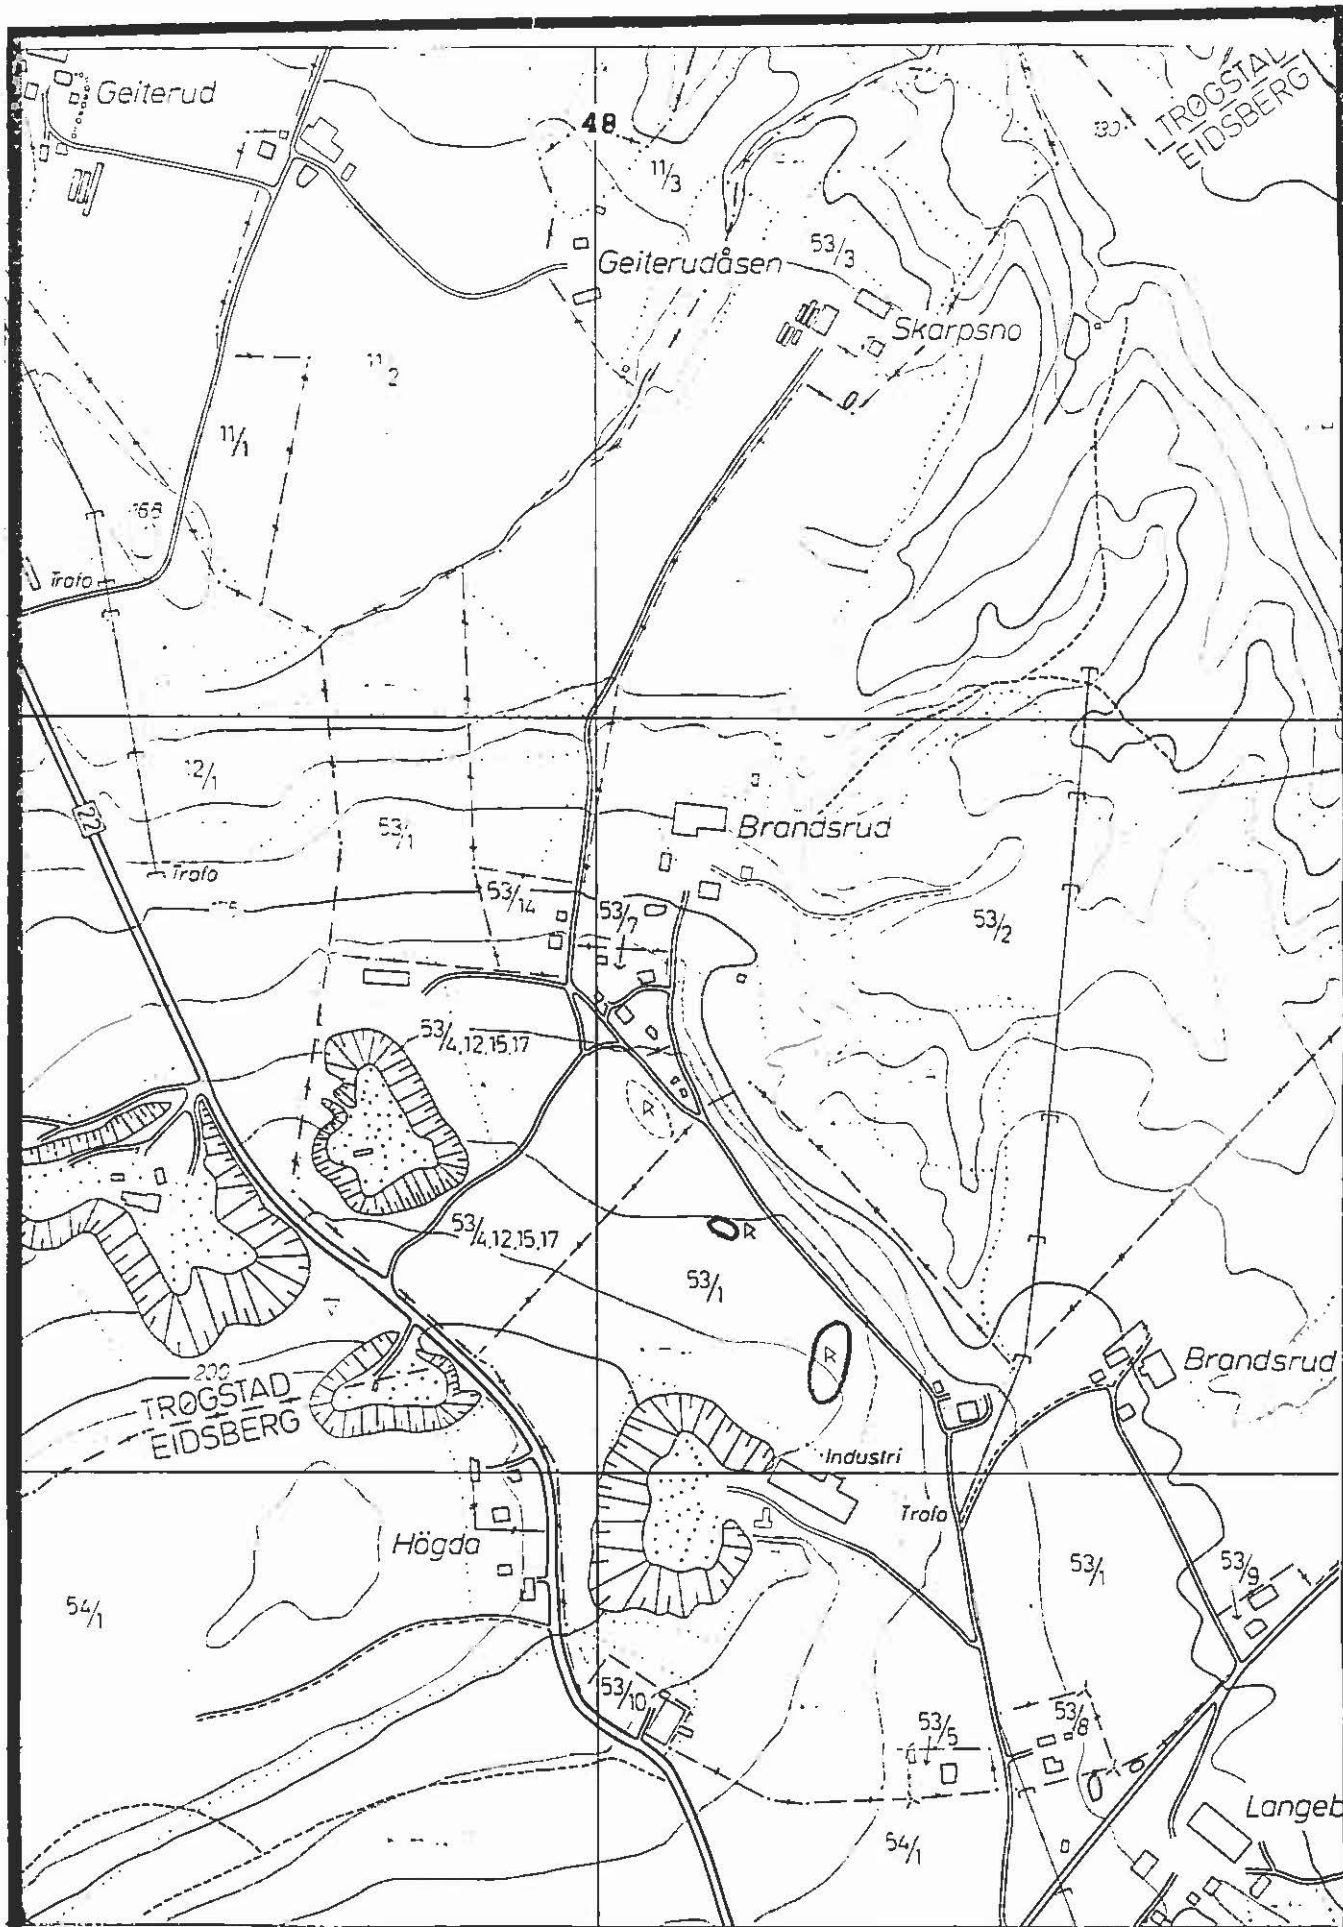 Geiterud
48
TRØGSTAD
EIDSBERG
130
11/3
53/3
Geiterudåsen
Skarpsno
11/2
11/1
168
Trafo
12/1
22
53/1
Brandsrud
Trafo
53/14
53/7
53/2
53/4,12,15,17
R
53/4,12,15,17
R
53/1
R
200
TRØGSTAD
EIDSBERG
Brandsrud
Industri
Trafo
Högda
53/1
53/9
54/1
53/10
53/5
53/8
Langeb
54/1